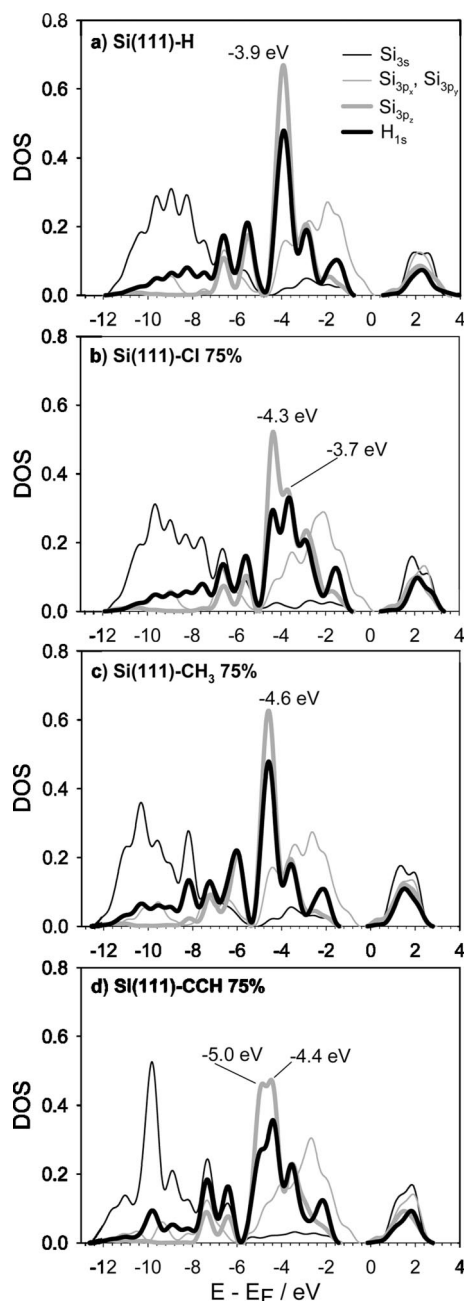 0.8
a) Si(111)-H
-3.9 eV
Si3s
Si3px, Si3py
Si3pz
H1s
0.6
0.4
0.2
0.0
DOS
-12 -10 -8 -6 -4 -2 0 2 4
0.8
b) Si(111)-Cl 75%
-4.3 eV
-3.7 eV
0.6
0.4
0.2
0.0
DOS
-12 -10 -8 -6 -4 -2 0 2 4
0.8
c) Si(111)-CH3 75%
-4.6 eV
0.6
0.4
0.2
0.0
DOS
-12 -10 -8 -6 -4 -2 0 2 4
0.8
d) SI(111)-CCH 75%
-5.0 eV
-4.4 eV
0.6
0.4
0.2
0.0
DOS
-12 -10 -8 -6 -4 -2 0 2 4
E - EF / eV